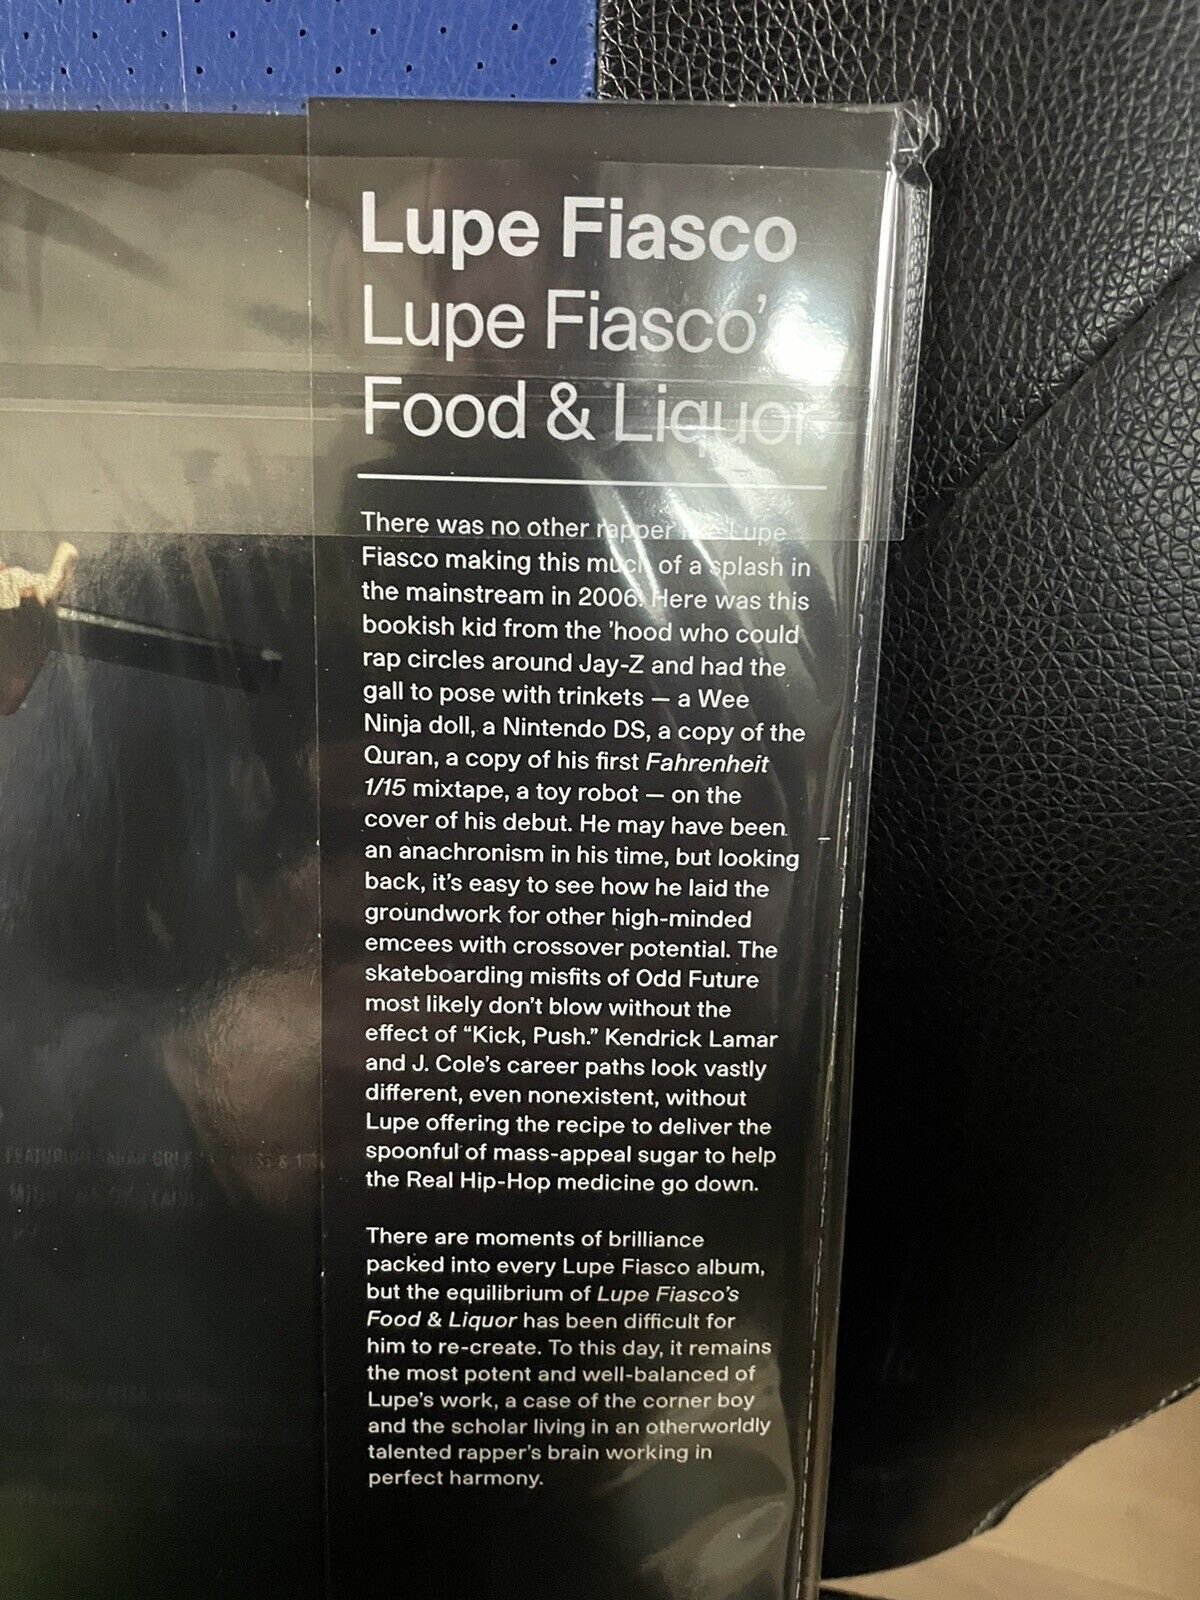 Lupe Fiasco
Lupe Fiasco’
Food & Liquor
There was no other rapper like Lupe
Fiasco making this much of a splash in
the mainstream in 2006. Here was this
bookish kid from the ’hood who could
rap circles around Jay-Z and had the
gall to pose with trinkets — a Wee
Ninja doll, a Nintendo DS, a copy of the
Quran, a copy of his first Fahrenheit
1/15 mixtape, a toy robot — on the
cover of his debut. He may have been
an anachronism in his time, but looking
back, it’s easy to see how he laid the
groundwork for other high-minded
emcees with crossover potential. The
skateboarding misfits of Odd Future
most likely don’t blow without the
effect of “Kick, Push.” Kendrick Lamar
and J. Cole’s career paths look vastly
different, even nonexistent, without
Lupe offering the recipe to deliver the
spoonful of mass-appeal sugar to help
the Real Hip-Hop medicine go down.
There are moments of brilliance
packed into every Lupe Fiasco album,
but the equilibrium of Lupe Fiasco’s
Food & Liquor has been difficult for
him to re-create. To this day, it remains
the most potent and well-balanced of
Lupe’s work, a case of the corner boy
and the scholar living in an otherworldly
talented rapper’s brain working in
perfect harmony.
FEATURING